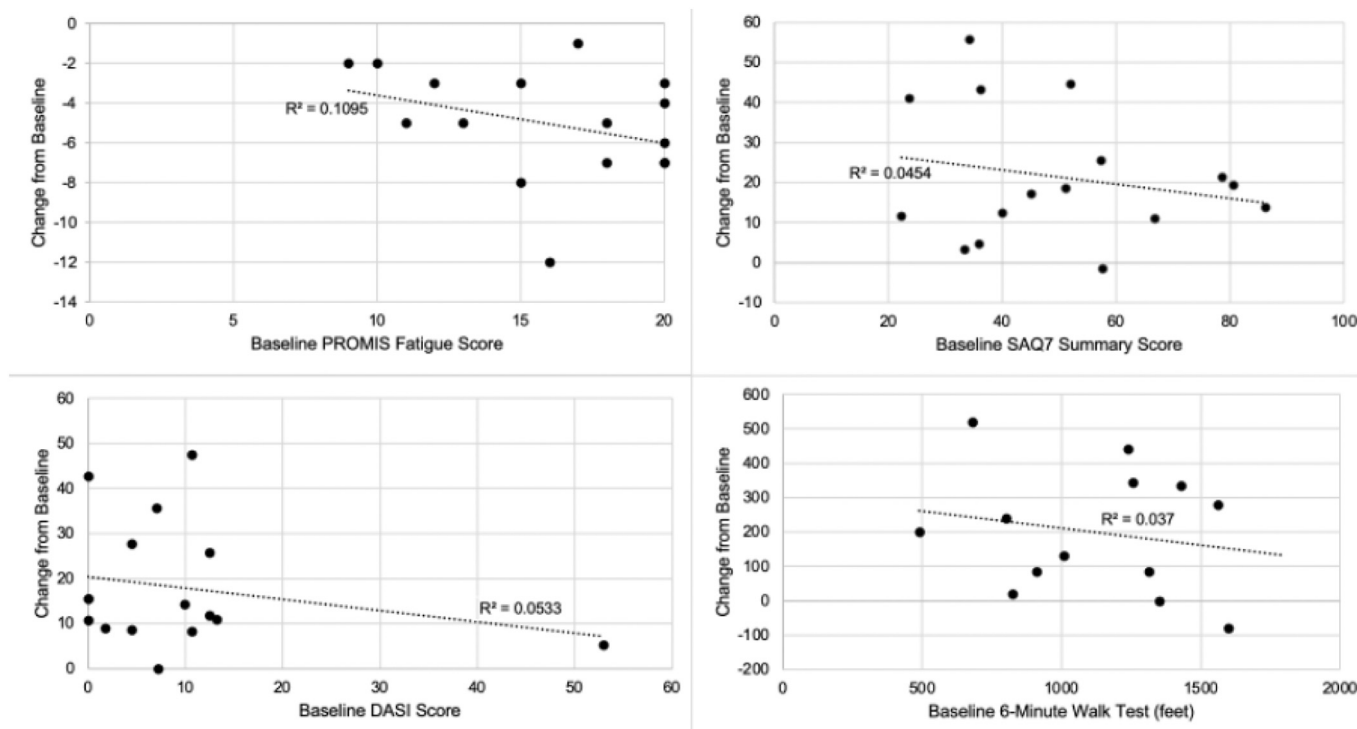 0
-2
-4
-6
-8
-10
-12
-14
Change from Baseline
R² = 0.1095
0 5 10 15 20
Baseline PROMIS Fatigue Score
60
50
40
30
20
10
0
-10
Change from Baseline
R² = 0.0454
0 20 40 60 80 100
Baseline SAQ7 Summary Score
60
50
40
30
20
10
0
Change from Baseline
R² = 0.0533
0 10 20 30 40 50 60
Baseline DASI Score
600
500
400
300
200
100
0
-100
-200
Change from Baseline
R² = 0.037
0 500 1000 1500 2000
Baseline 6-Minute Walk Test (feet)